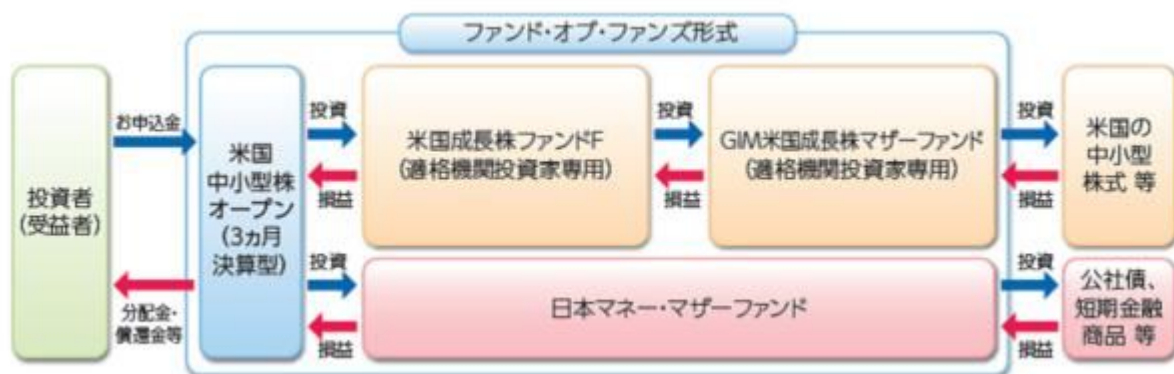 ファンド・オブ・ファンズ形式
投資者
(受益者)
お申込金
分配金・
償還金等
米国
中小型株
オープン
(3ヵ月
決算型)
投資
損益
米国成長株ファンドF
(適格機関投資家専用)
投資
損益
GIM米国成長株マザーファンド
(適格機関投資家専用)
投資
損益
米国の
中小型
株式 等
投資
損益
日本マネー・マザーファンド
投資
損益
公社債、
短期金融
商品 等